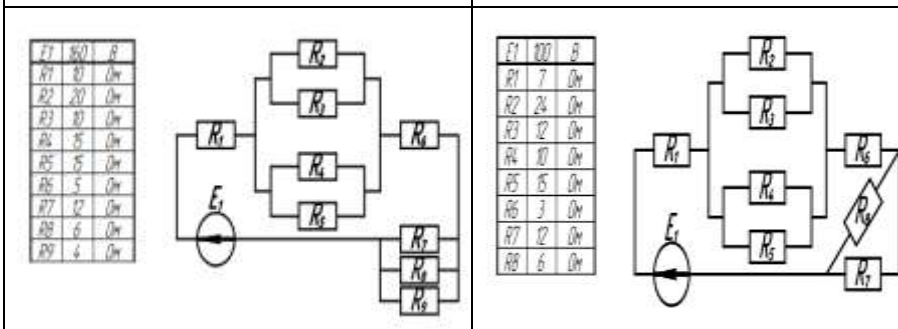 E1 160 В
R1 10 Ом
R2 20 Ом
R3 10 Ом
R4 15 Ом
R5 15 Ом
R6 5 Ом
R7 12 Ом
R8 6 Ом
R9 4 Ом
R2
R3
R1
R6
R4
R5
E1
R7
R8
R9
E1 100 В
R1 7 Ом
R2 24 Ом
R3 12 Ом
R4 10 Ом
R5 15 Ом
R6 3 Ом
R7 12 Ом
R8 6 Ом
R2
R3
R1
R6
R4
R8
R5
E1
R7